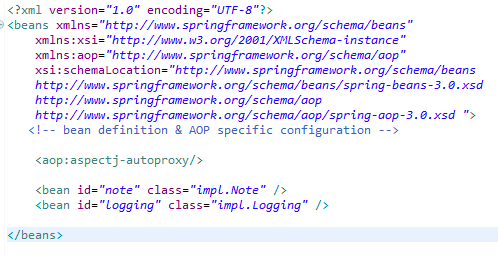 <?xml version="1.0" encoding="UTF-8"?>
<beans xmlns="http://www.springframework.org/schema/beans"
xmlns:xsi="http://www.w3.org/2001/XMLSchema-instance"
xmlns:aop="http://www.springframework.org/schema/aop"
xsi:schemaLocation="http://www.springframework.org/schema/beans
http://www.springframework.org/schema/beans/spring-beans-3.0.xsd
http://www.springframework.org/schema/aop
http://www.springframework.org/schema/aop/spring-aop-3.0.xsd ">
<!-- bean definition & AOP specific configuration -->
<aop:aspectj-autoproxy/>
<bean id="note" class="impl.Note" />
<bean id="logging" class="impl.Logging" />
</beans>